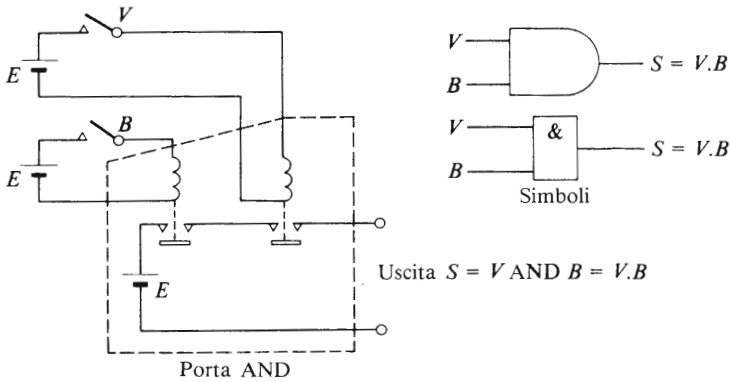 V
E
B
E
E
Porta AND
V
B
S = V.B
V
B
&
S = V.B
Simboli
Uscita S = V AND B = V.B